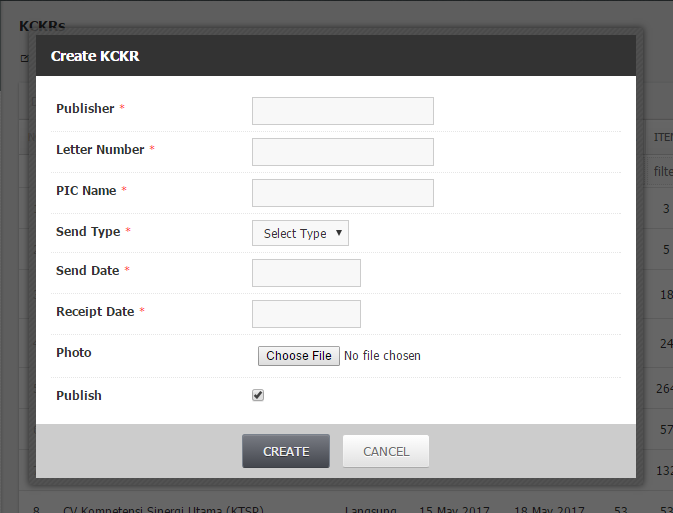 KCKRs
Create KCKR
Publisher *
Letter Number *
PIC Name *
Send Type *
Select Type
Send Date *
Receipt Date *
Photo
Choose File No file chosen
Publish
CREATE CANCEL
ITEM
filte
3
5
18
24
264
57
132
8 CV Kompetensi Sinergi Utama (KTSP) Langsung 15 May 2017 18 May 2017 53 53